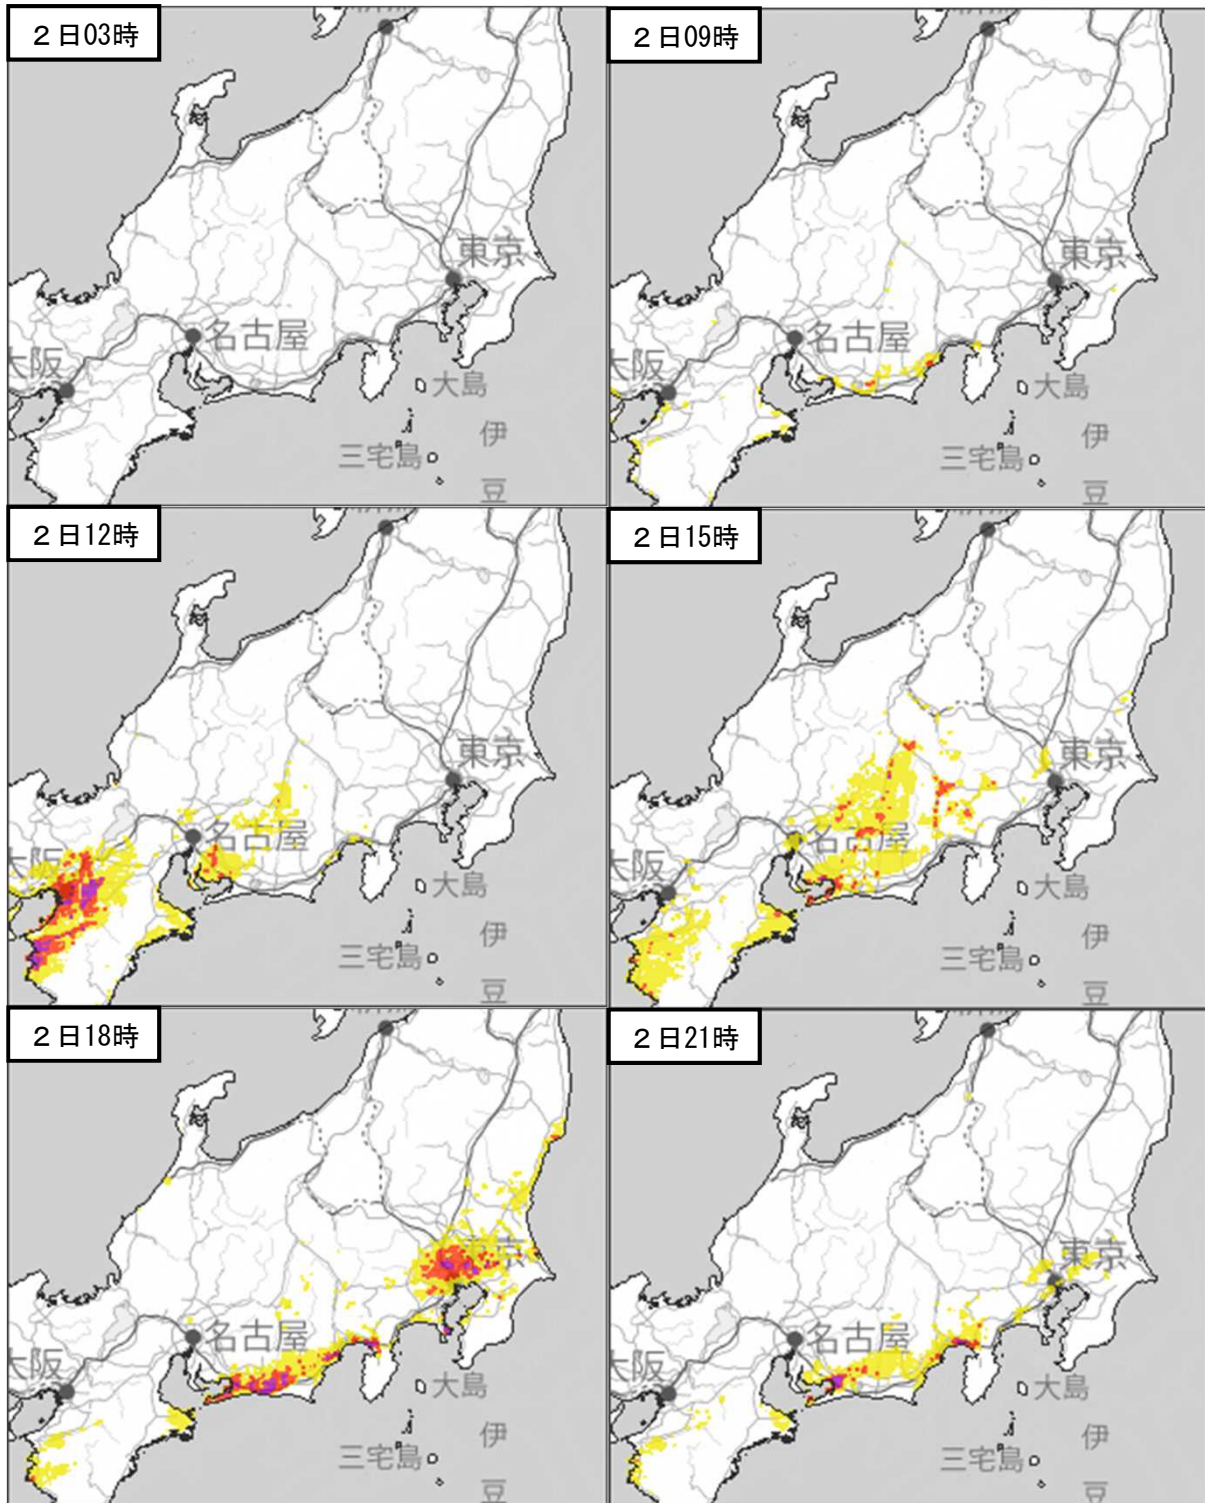 ２日03時
東京
名古屋
大阪
大島
伊
三宅島
豆
２日09時
東京
名古屋
大阪
大島
伊
三宅島
豆
２日12時
東京
名古屋
大阪
大島
伊
三宅島
豆
２日15時
東京
名古屋
大阪
大島
伊
三宅島
豆
２日18時
東京
名古屋
大阪
大島
伊
三宅島
豆
２日21時
東京
名古屋
大阪
大島
伊
三宅島
豆